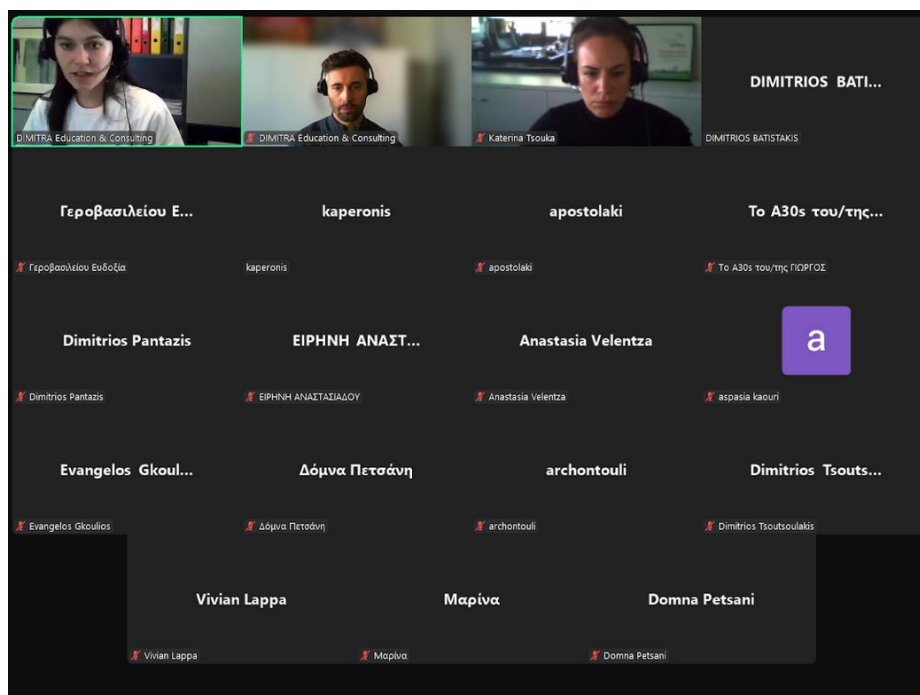 DIMITRA Education & Consulting
DIMITRA Education & Consulting
Katerina Tsouka
DIMITRIOS BATI...
DIMITRIOS BATISTAKIS
Γεροβασιλείου Ε...
Γεροβασιλείου Ευδοξία
kaperonis
kaperonis
apostolaki
apostolaki
Το A30s του/της...
Το A30s του/της ΓΙΩΡΓΟΣ
Dimitrios Pantazis
Dimitrios Pantazis
ΕΙΡΗΝΗ ΑΝΑΣΤ...
ΕΙΡΗΝΗ ΑΝΑΣΤΑΣΙΑΔΟΥ
Anastasia Velentza
Anastasia Velentza
a
aspasia kaouri
Evangelos Gkoul...
Evangelos Gkoulios
Δόμνα Πετσάνη
Δόμνα Πετσάνη
archontouli
archontouli
Dimitrios Tsouts...
Dimitrios Tsoutsoulakis
Vivian Lappa
Vivian Lappa
Μαρίνα
Μαρίνα
Domna Petsani
Domna Petsani